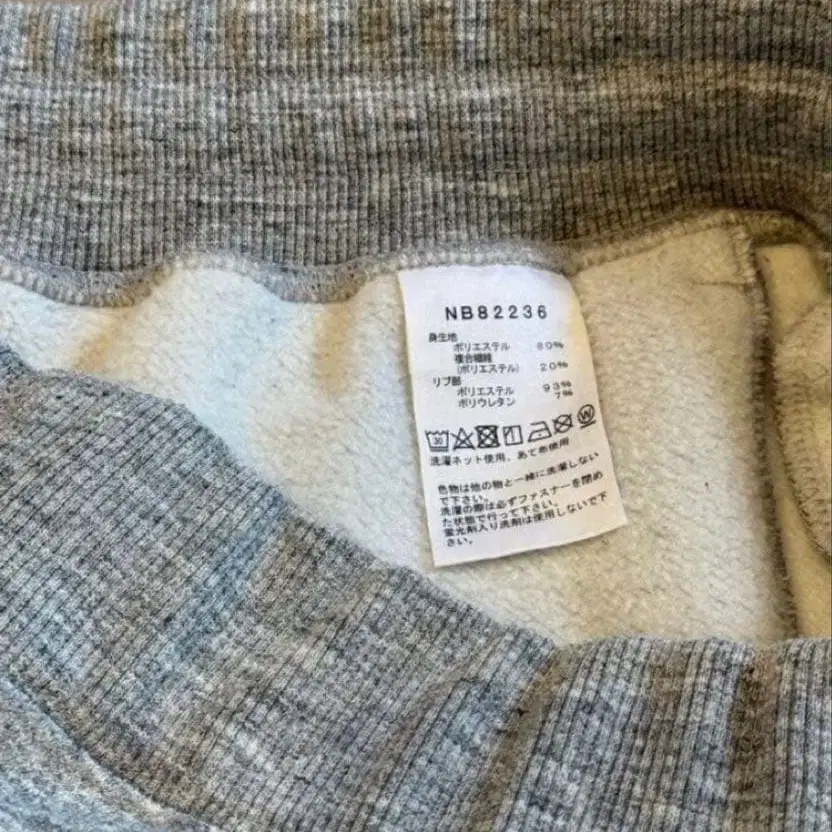 NB82236
身生地
ポリエステル 80%
複合繊維
(ポリエステル) 20%
リブ部
ポリエステル 93%
ポリウレタン 7%
30 W
洗濯ネット使用、あて布使用
色物は他の物と一緒に洗濯しない
で下さい。
洗濯の際は必ずファスナーを閉め
た状態で行って下さい。
蛍光剤入り洗剤は使用しないで下
さい。